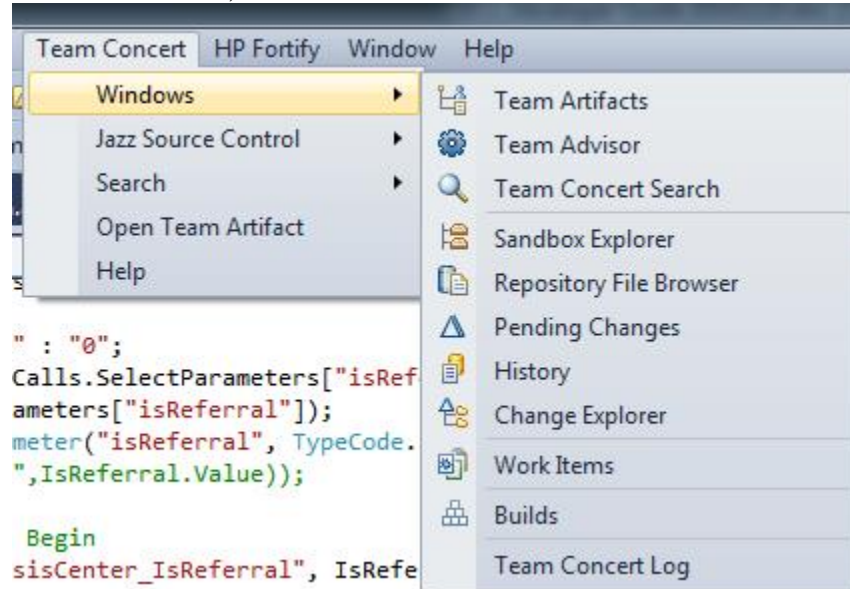 Team Concert HP Fortify Window Help
Windows
Jazz Source Control
Search
Open Team Artifact
Help
Team Artifacts
Team Advisor
Team Concert Search
Sandbox Explorer
Repository File Browser
Pending Changes
History
Change Explorer
Work Items
Builds
Team Concert Log
" : "0";
Calls.SelectParameters["isRef
ameters["isReferral"]);
meter("isReferral", TypeCode.
",IsReferral.Value));
Begin
sisCenter_IsReferral", IsRefe